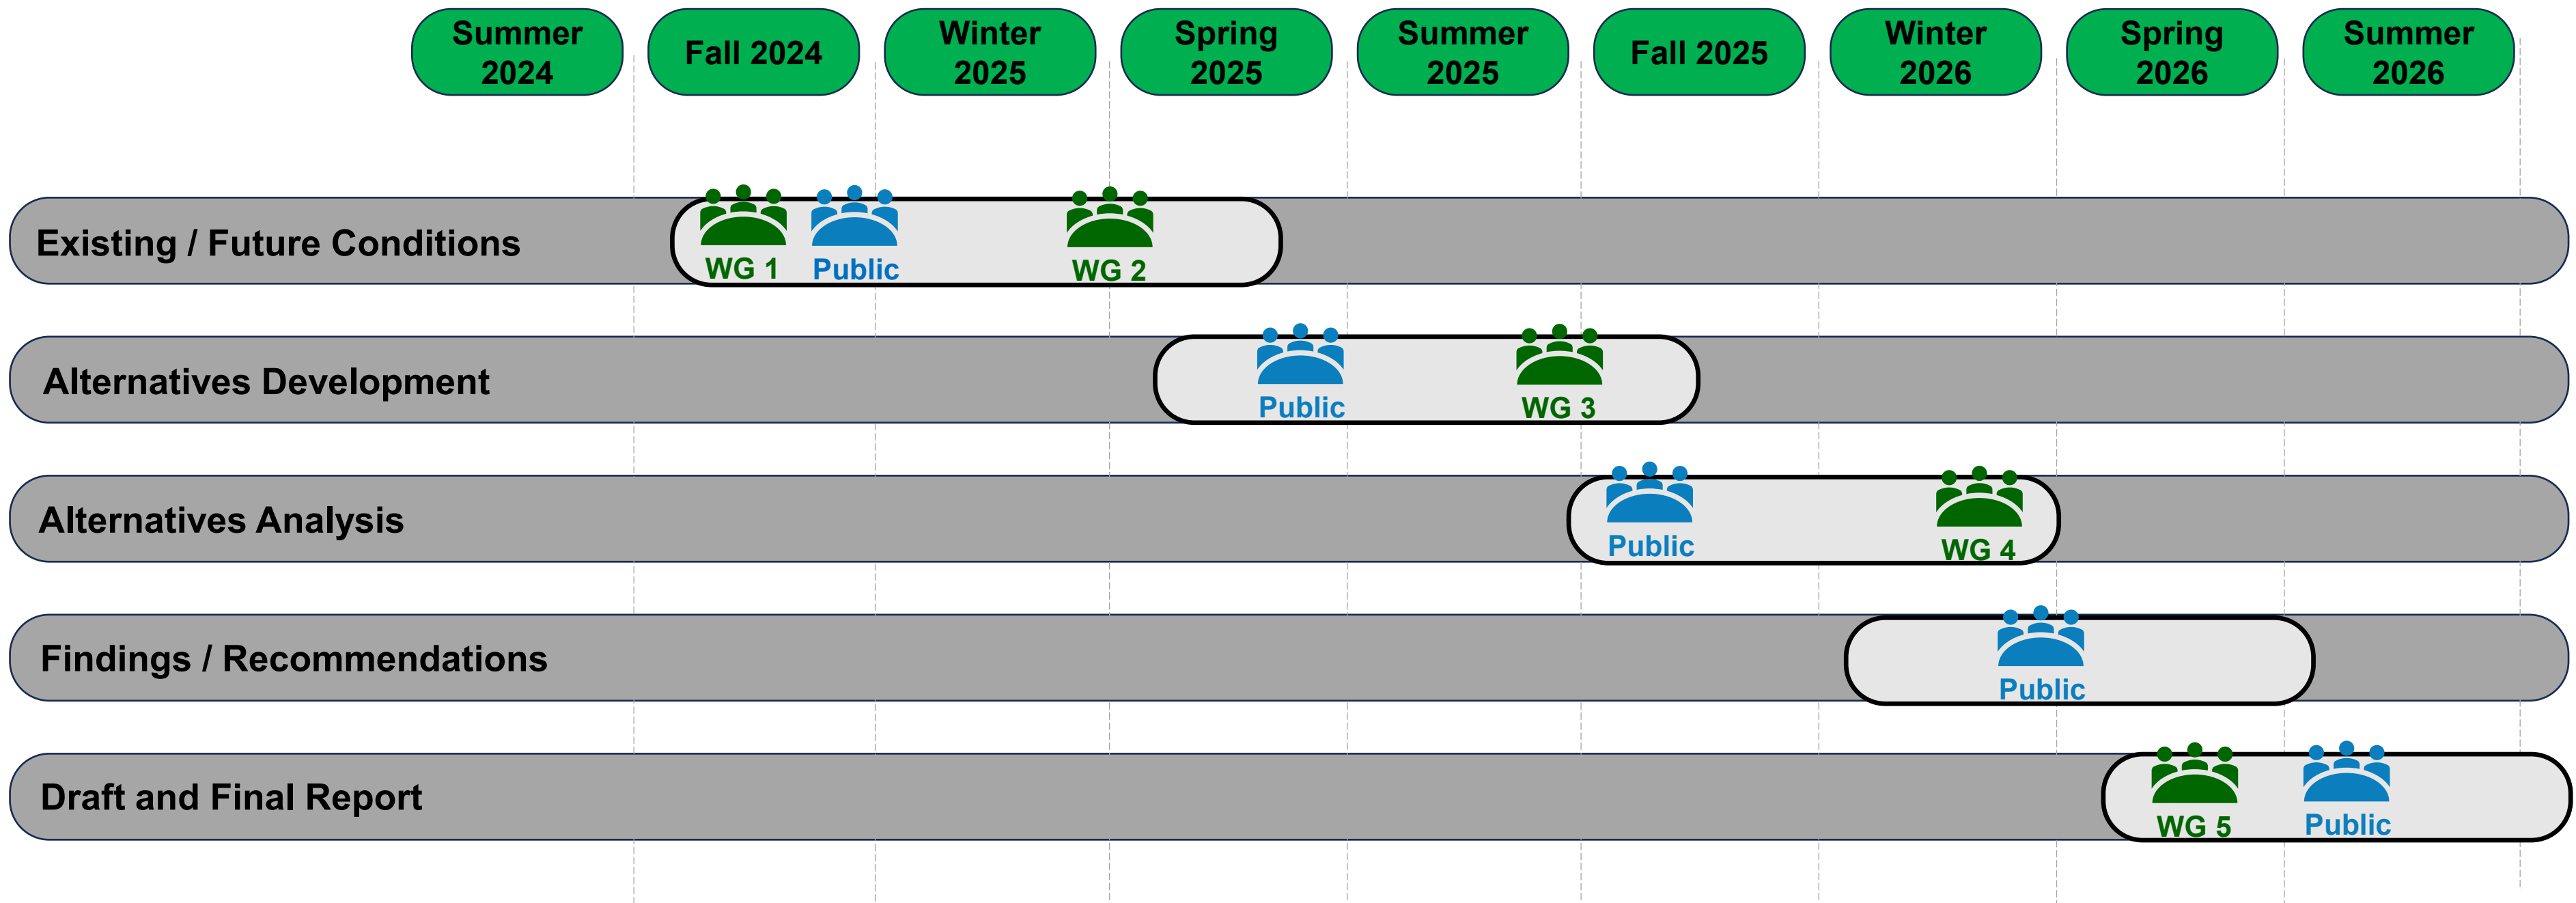 Summer
2024
Fall 2024
Winter
2025
Spring
2025
Summer
2025
Fall 2025
Winter
2026
Spring
2026
Summer
2026
Existing / Future Conditions
WG 1
Public
WG 2
Alternatives Development
Public
WG 3
Alternatives Analysis
Public
WG 4
Findings / Recommendations
Public
Draft and Final Report
WG 5
Public